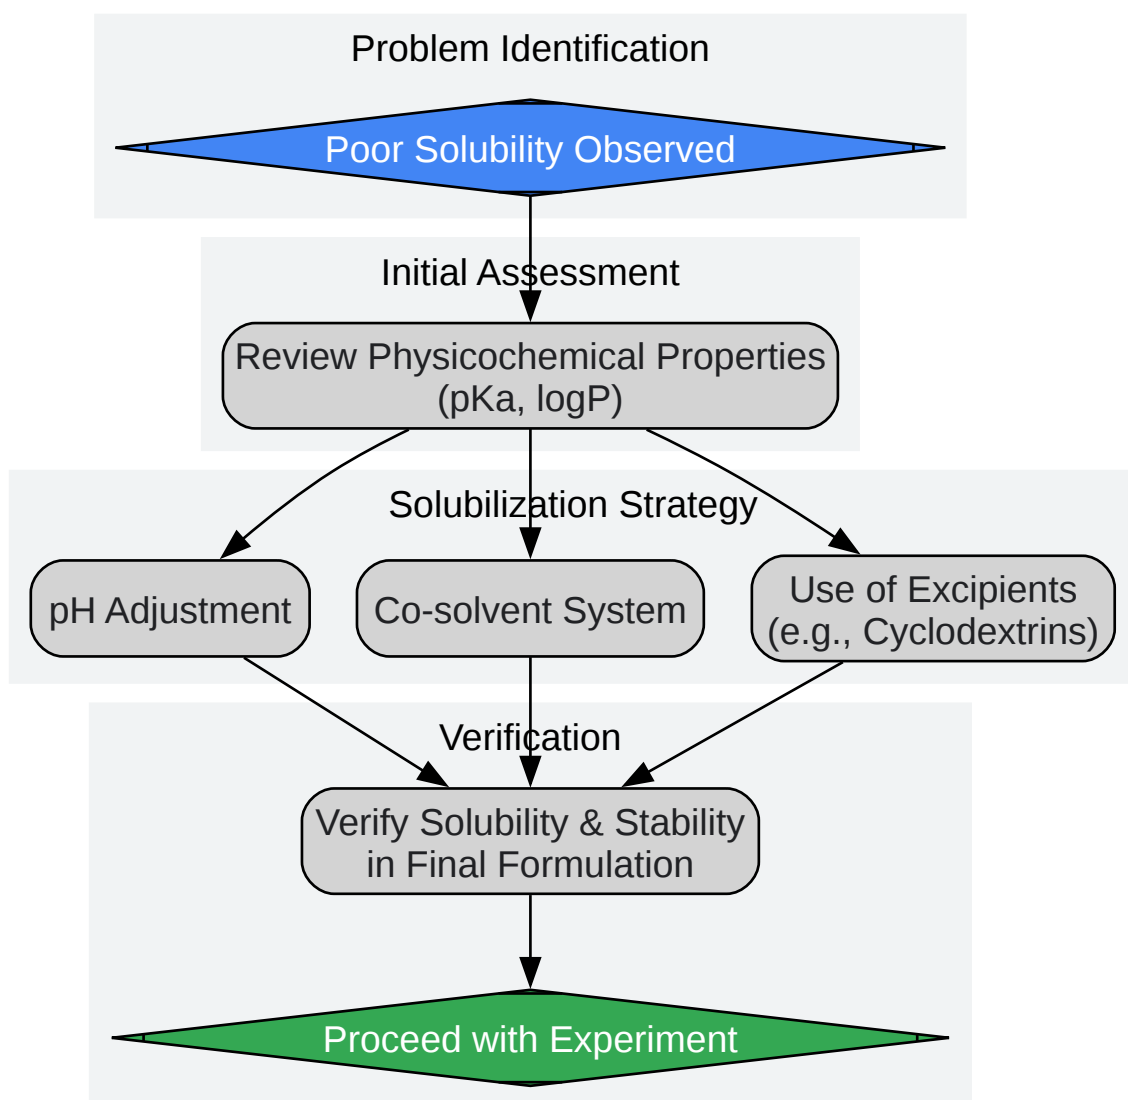 Problem Identification
Poor Solubility Observed
Initial Assessment
Review Physicochemical Properties
(pKa, logP)
Solubilization Strategy
pH Adjustment
Co-solvent System
Use of Excipients
(e.g., Cyclodextrins)
Verification
Verify Solubility & Stability
in Final Formulation
Proceed with Experiment